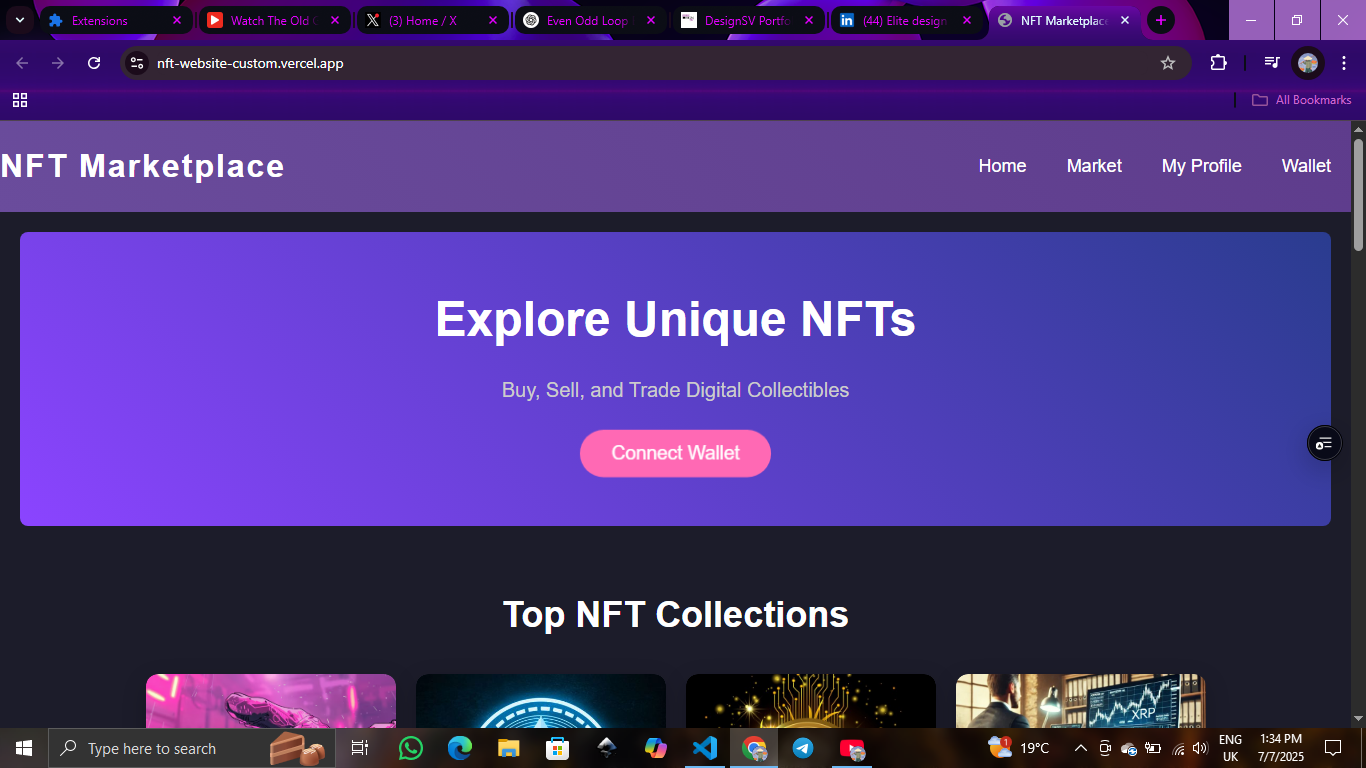 Extensions
Watch The Old G
(3) Home / X
Even Odd Loop
DesignSV Portfo
(44) Elite design
NFT Marketplace
nft-website-custom.vercel.app
All Bookmarks
NFT Marketplace
Home
Market
My Profile
Wallet
Explore Unique NFTs
Buy, Sell, and Trade Digital Collectibles
Connect Wallet
Top NFT Collections
XRP
Type here to search
1
19°C
ENG
UK
1:34 PM
7/7/2025